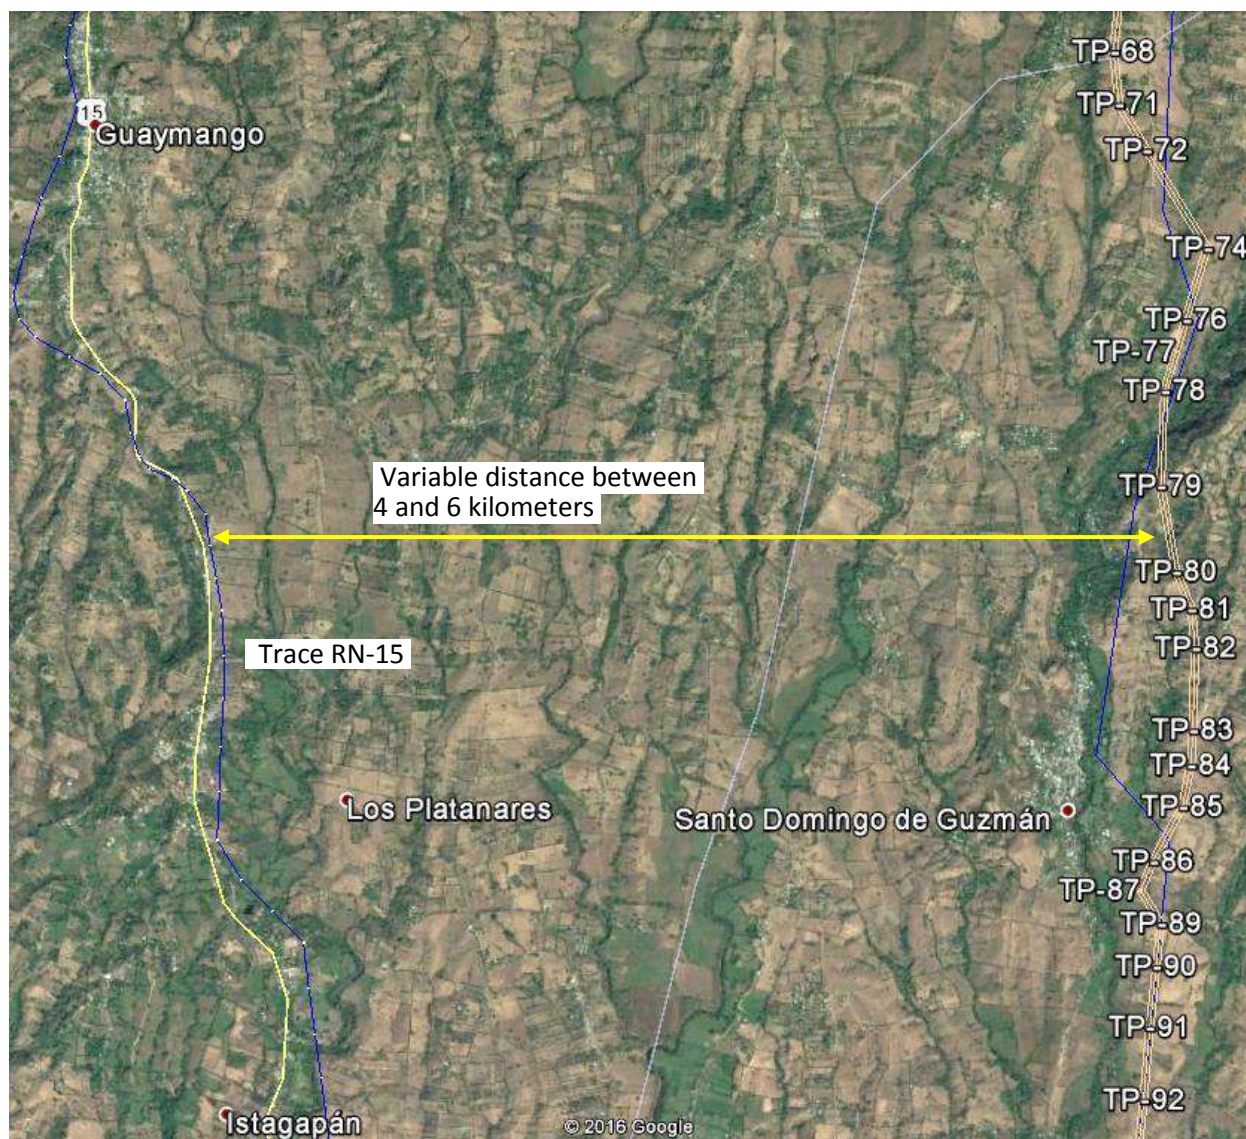 TP-68
TP-71
15
Guaymango
TP-72
TP-74
TP-76
TP-77
TP-78
Variable distance between
4 and 6 kilometers
TP-79
TP-80
TP-81
Trace RN-15
TP-82
TP-83
TP-84
Los Platanares
TP-85
Santo Domingo de Guzmán
TP-86
TP-87
TP-89
TP-90
TP-91
TP-92
Istagapán
© 2016 Google